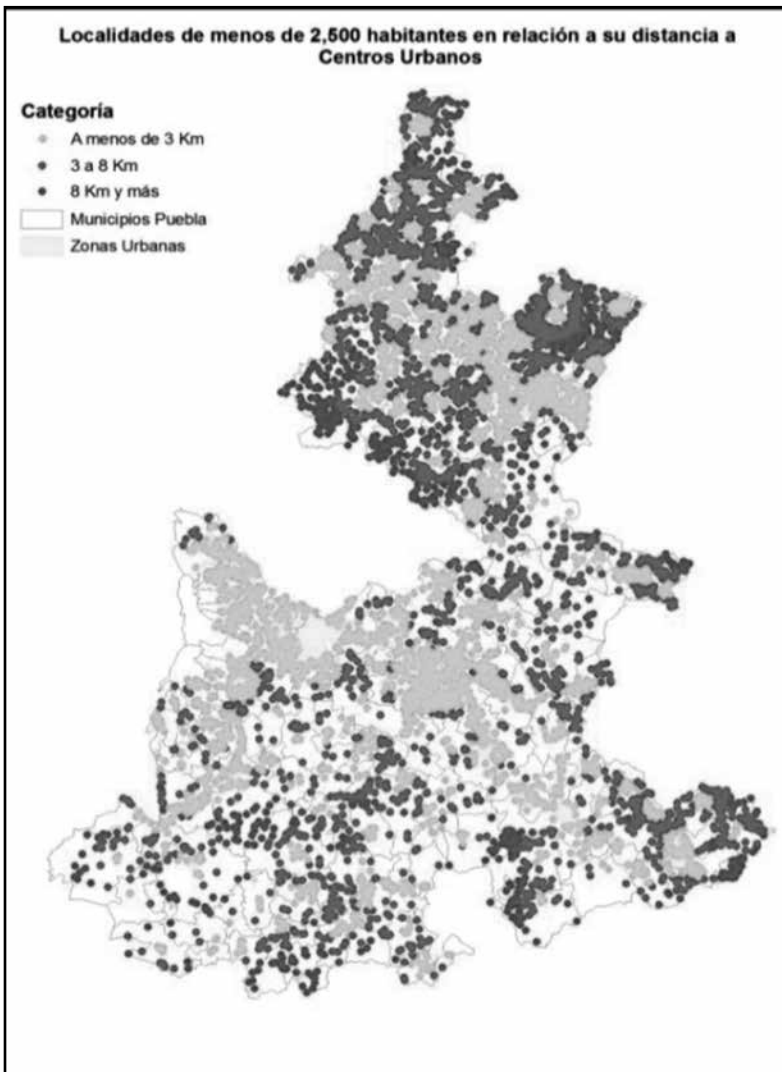 Localidades de menos de 2,500 habitantes en relación a su distancia a
Centros Urbanos
Categoría
A menos de 3 Km
3 a 8 Km
8 Km y más
Municipios Puebla
Zonas Urbanas